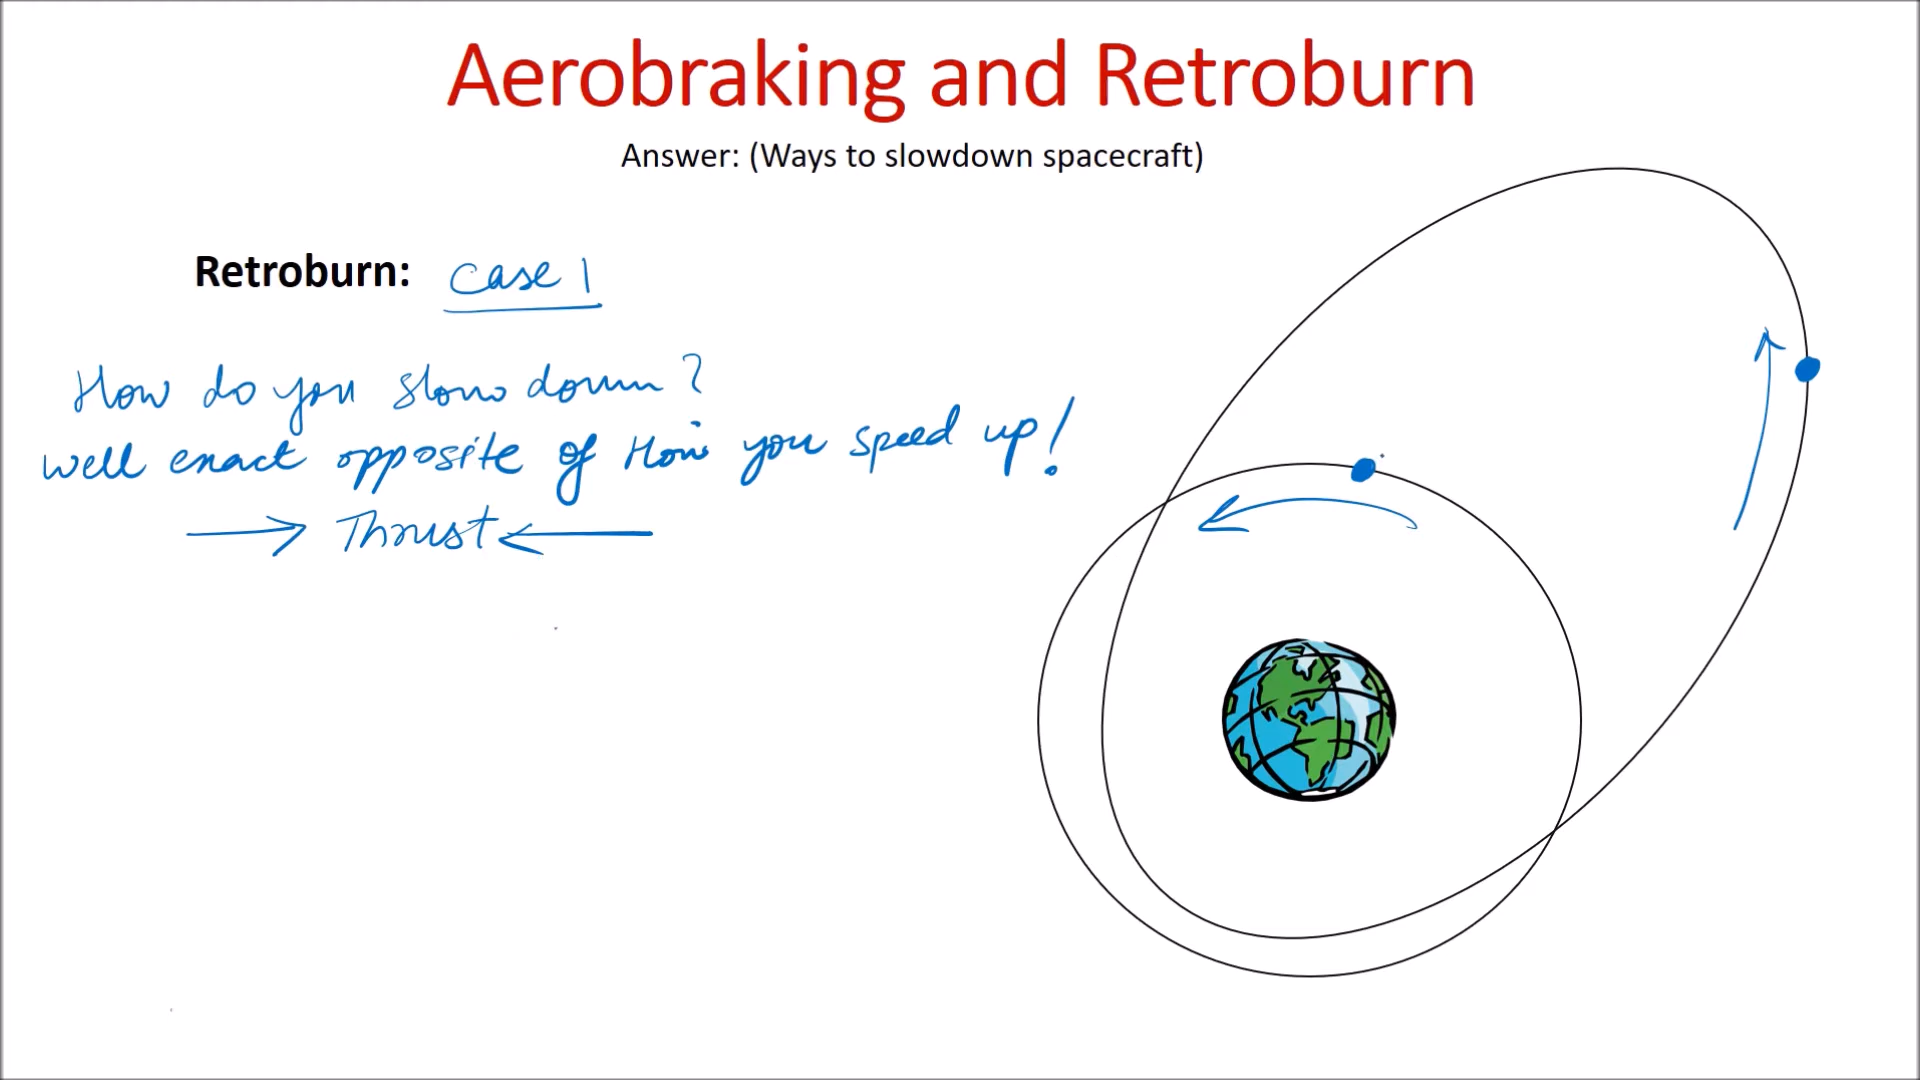 Aerobraking and Retroburn
Answer: (Ways to slowdown spacecraft)
Retroburn: Case 1
How do you slow down?
well exact opposite of How you speed up!
→ Thrust ←